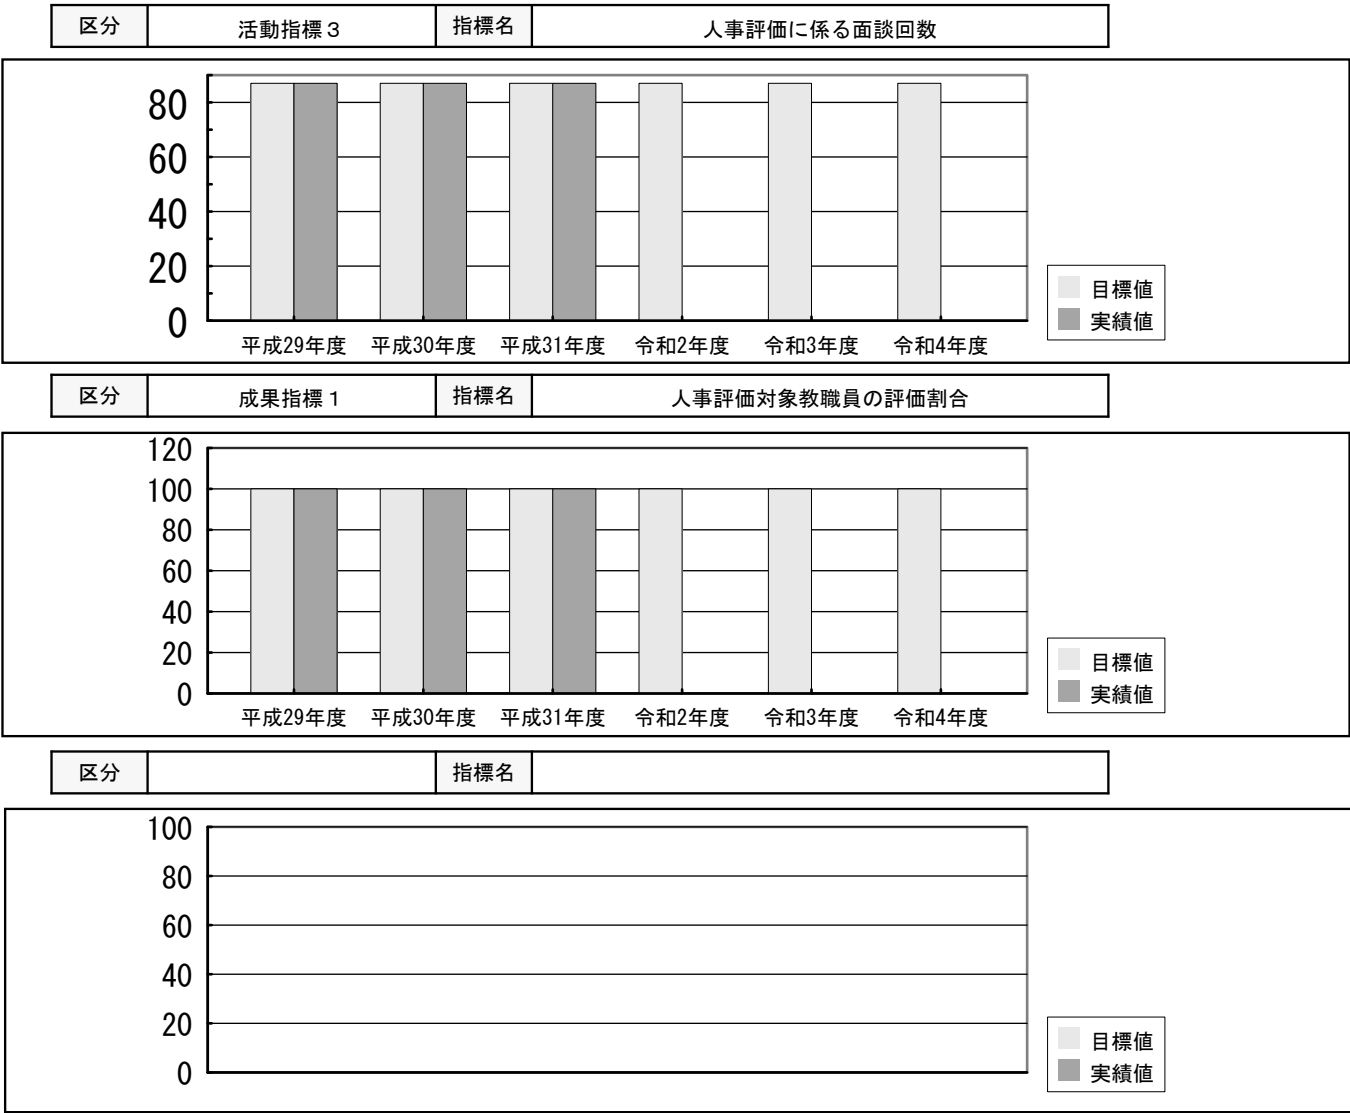 区分 活動指標３ 指標名 人事評価に係る面談回数
80
60
40
20
0
平成29年度 平成30年度 平成31年度 令和2年度 令和3年度 令和4年度
目標値
実績値
区分 成果指標１ 指標名 人事評価対象教職員の評価割合
120
100
80
60
40
20
0
平成29年度 平成30年度 平成31年度 令和2年度 令和3年度 令和4年度
目標値
実績値
区分 指標名
100
80
60
40
20
0
目標値
実績値